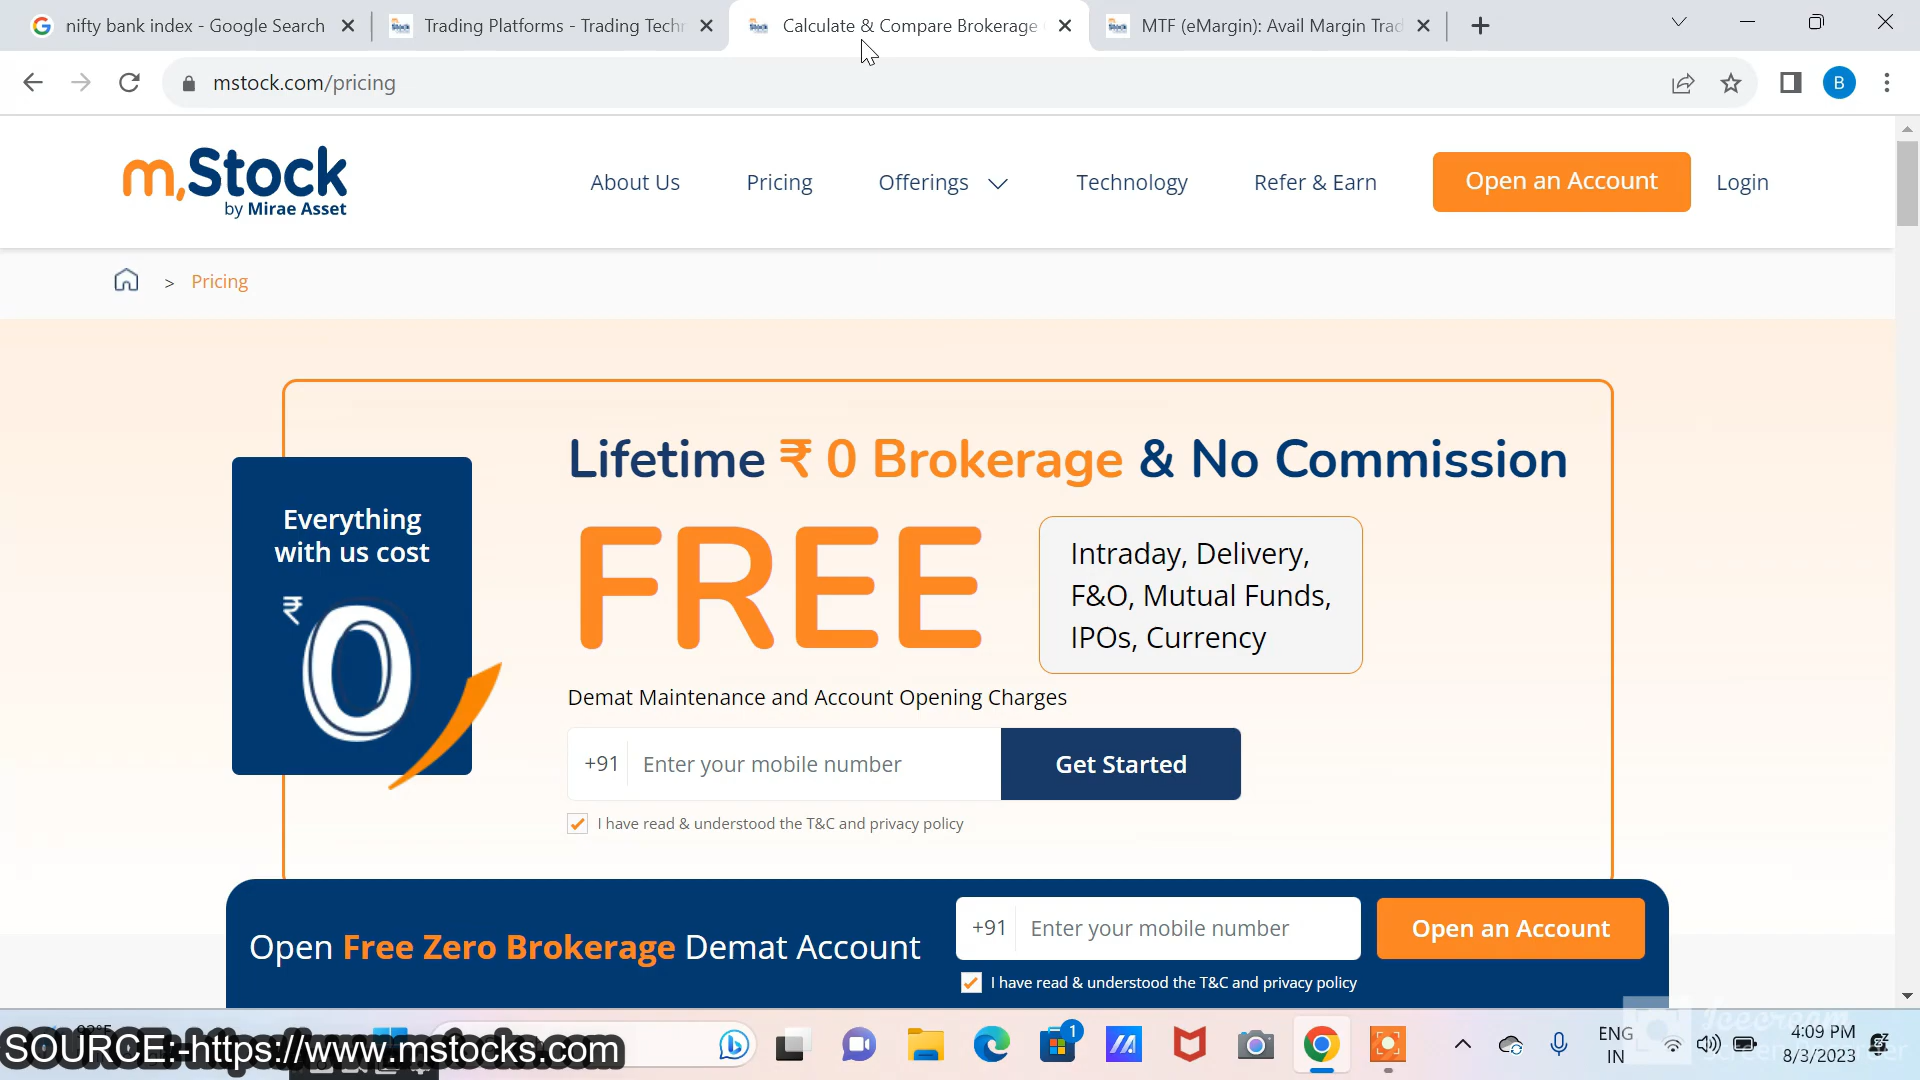 nifty bank index - Google Search
Trading Platforms - Trading Techr
Calculate & Compare Brokerage
MTF (eMargin): Avail Margin Trad
mstock.com/pricing
B
m.Stock
by Mirae Asset
About Us
Pricing
Offerings
Technology
Refer & Earn
Open an Account
Login
> Pricing
Everything
with us cost
₹0
Lifetime ₹ 0 Brokerage & No Commission
FREE
Intraday, Delivery,
F&O, Mutual Funds,
IPOs, Currency
Demat Maintenance and Account Opening Charges
+91 Enter your mobile number
Get Started
I have read & understood the T&C and privacy policy
Open Free Zero Brokerage Demat Account
+91 Enter your mobile number
Open an Account
I have read & understood the T&C and privacy policy
SOURCE:-https://www.mstocks.com
1
ENG
IN
4:09 PM
8/3/2023